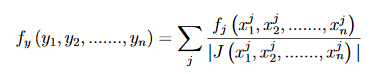 $f_y(y_1, y_2, ......., y_n) = \sum_j \frac{f_j(x_1^j, x_2^j, ......., x_n^j)}{|J(x_1^j, x_2^j, ......., x_n^j)|}$